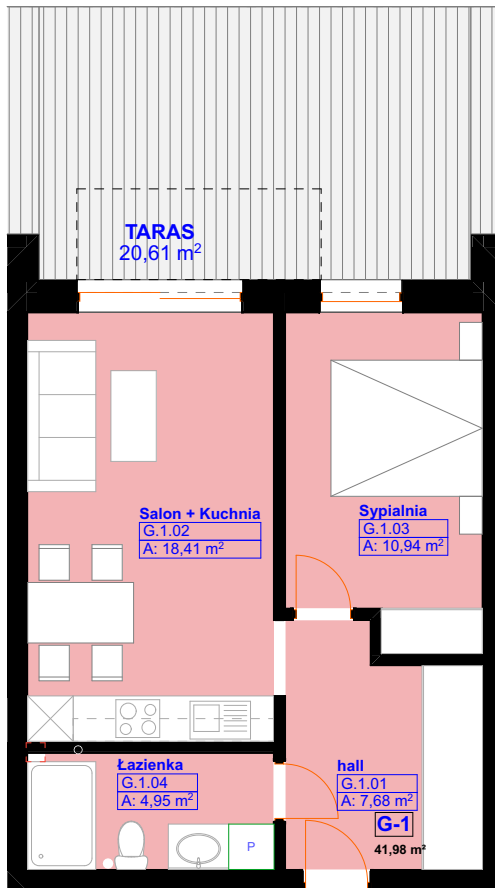 TARAS
20,61 m²
Salon + Kuchnia
G.1.02
A: 18,41 m²
Sypialnia
G.1.03
A: 10,94 m²
Łazienka
G.1.04
A: 4,95 m²
hall
G.1.01
A: 7,68 m²
G-1
41,98 m²
P